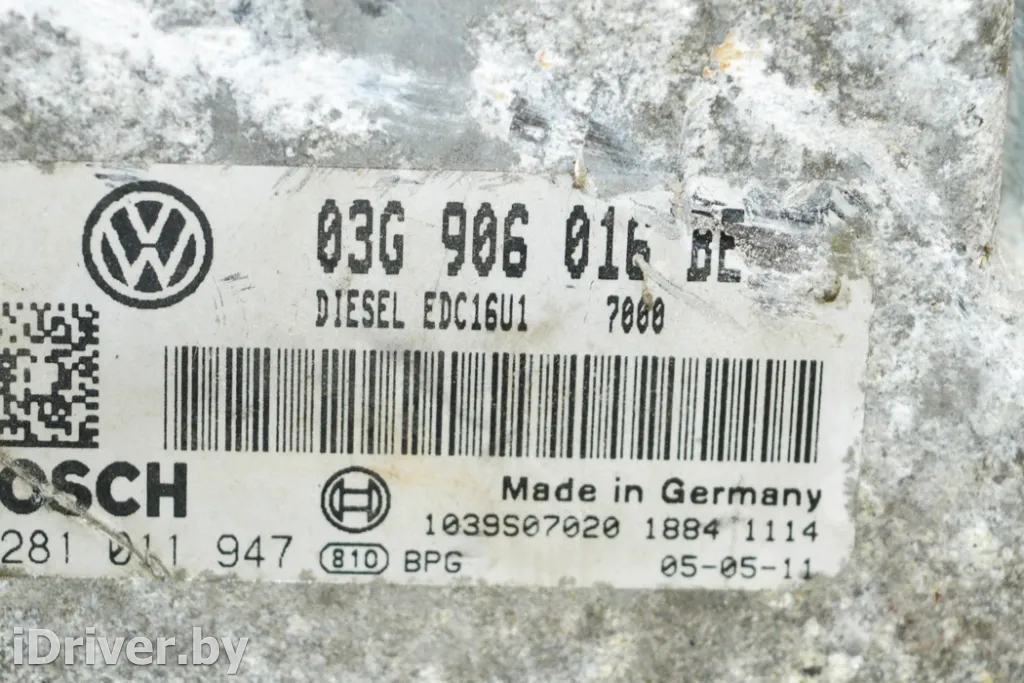 03G 906 016 BE
DIESEL EDC16U1 7000
OSCH
Made in Germany
1039S07020 1884 1114
281 011 947 810 BPG 05-05-11
iDriver.by